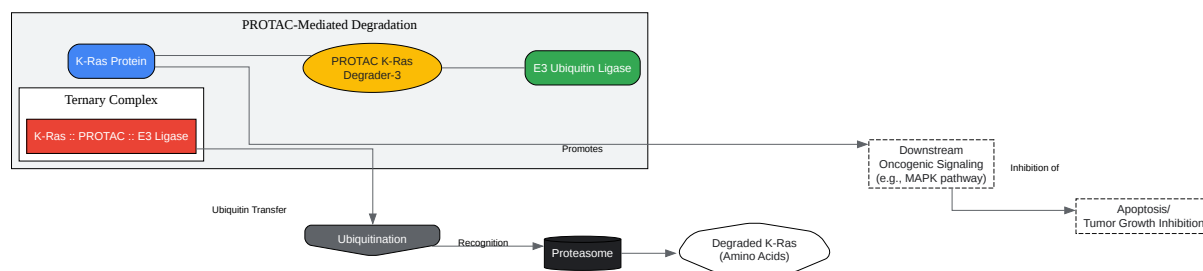 PROTAC-Mediated Degradation
K-Ras Protein
PROTAC K-Ras
Degrader-3
E3 Ubiquitin Ligase
Ternary Complex
K-Ras :: PROTAC :: E3 Ligase
Promotes
Downstream
Oncogenic Signaling
(e.g., MAPK pathway)
Inhibition of
Apoptosis/
Tumor Growth Inhibition
Ubiquitin Transfer
Ubiquitination
Recognition
Proteasome
Degraded K-Ras
(Amino Acids)